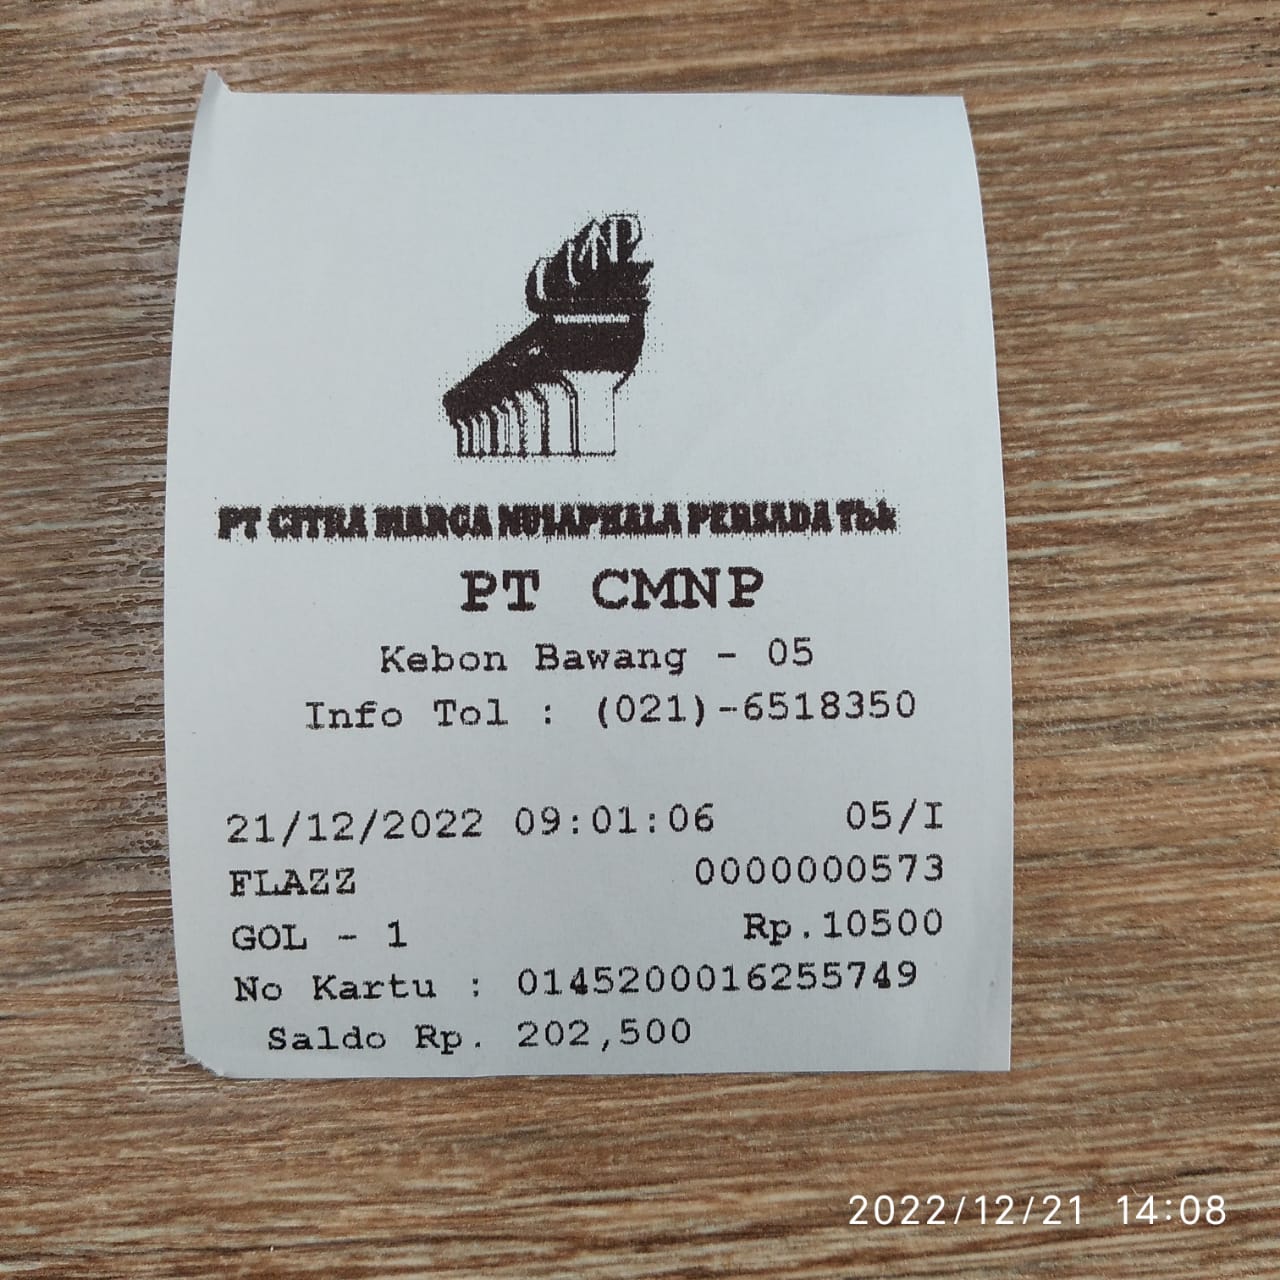 CMNP
PT CITRA MARGA NUSAPHALA PERSADA Tbk
PT CMNP
Kebon Bawang - 05
Info Tol : (021)-6518350
21/12/2022 09:01:06 05/I
FLAZZ 0000000573
GOL - 1 Rp.10500
No Kartu : 0145200016255749
Saldo Rp. 202,500
2022/12/21 14:08